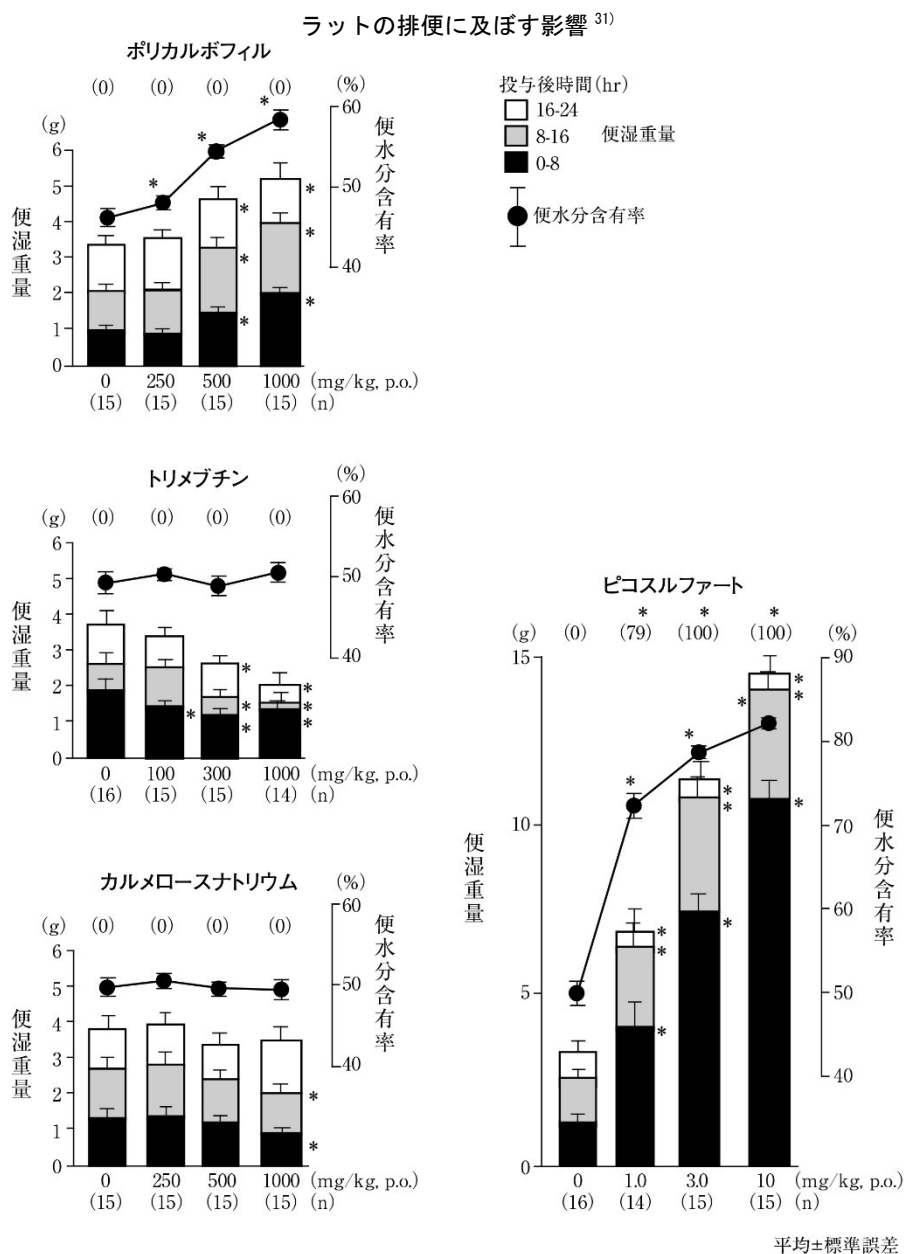 ラットの排便に及ぼす影響 31)
ポリカルボフィル
(0) (0) (0) (0)
(%)
(g)
60
50
40
6
5
4
3
2
1
0
便湿重量
便水分含有率
* * *
* * * * * *
0 250 500 1000 (mg/kg, p.o.)
(15) (15) (15) (15) (n)
投与後時間(hr)
16-24
8-16 便湿重量
0-8
便水分含有率
トリメブチン
(%)
(g) (0) (0) (0) (0)
60
50
40
6
5
4
3
2
1
0
便湿重量
便水分含有率
* * * * * * *
0 100 300 1000 (mg/kg, p.o.)
(16) (15) (15) (14) (n)
カルメロースナトリウム
(%)
(g) (0) (0) (0) (0)
60
50
40
6
5
4
3
2
1
0
便湿重量
便水分含有率
* *
0 250 500 1000 (mg/kg, p.o.)
(15) (15) (15) (15) (n)
ピコスルファート
* * *
(g) (0) (79) (100) (100) (%)
15
10
5
0
90
80
70
60
50
40
便湿重量
便水分含有率
* * *
* * * * * * * * *
0 1.0 3.0 10 (mg/kg, p.o.)
(16) (14) (15) (15) (n)
平均±標準誤差